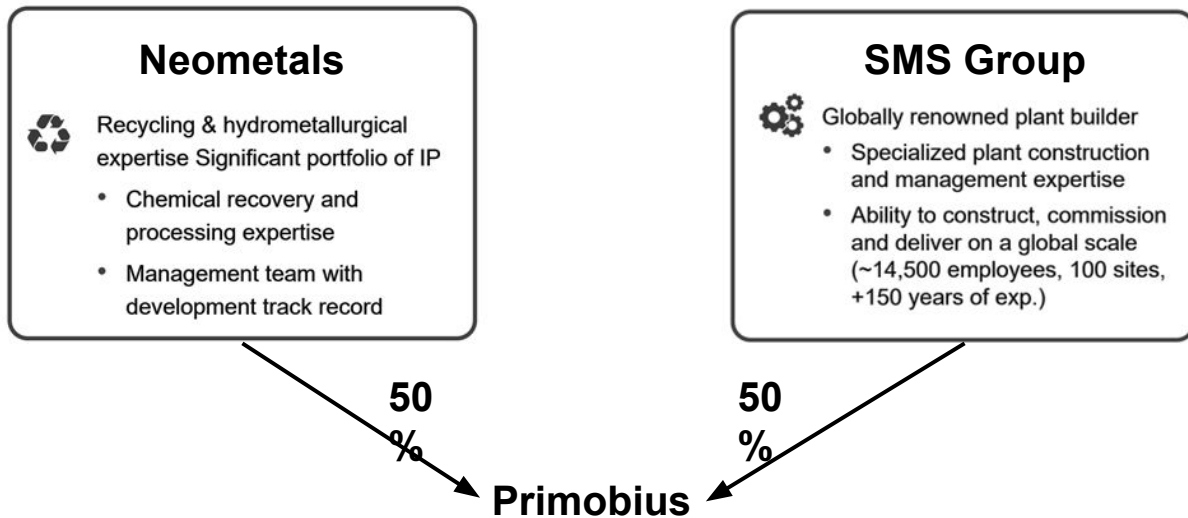 Neometals
Recycling & hydrometallurgical
expertise Significant portfolio of IP
• Chemical recovery and
processing expertise
• Management team with
development track record
SMS Group
Globally renowned plant builder
• Specialized plant construction
and management expertise
• Ability to construct, commission
and deliver on a global scale
(~14,500 employees, 100 sites,
+150 years of exp.)
50
%
50
%
Primobius